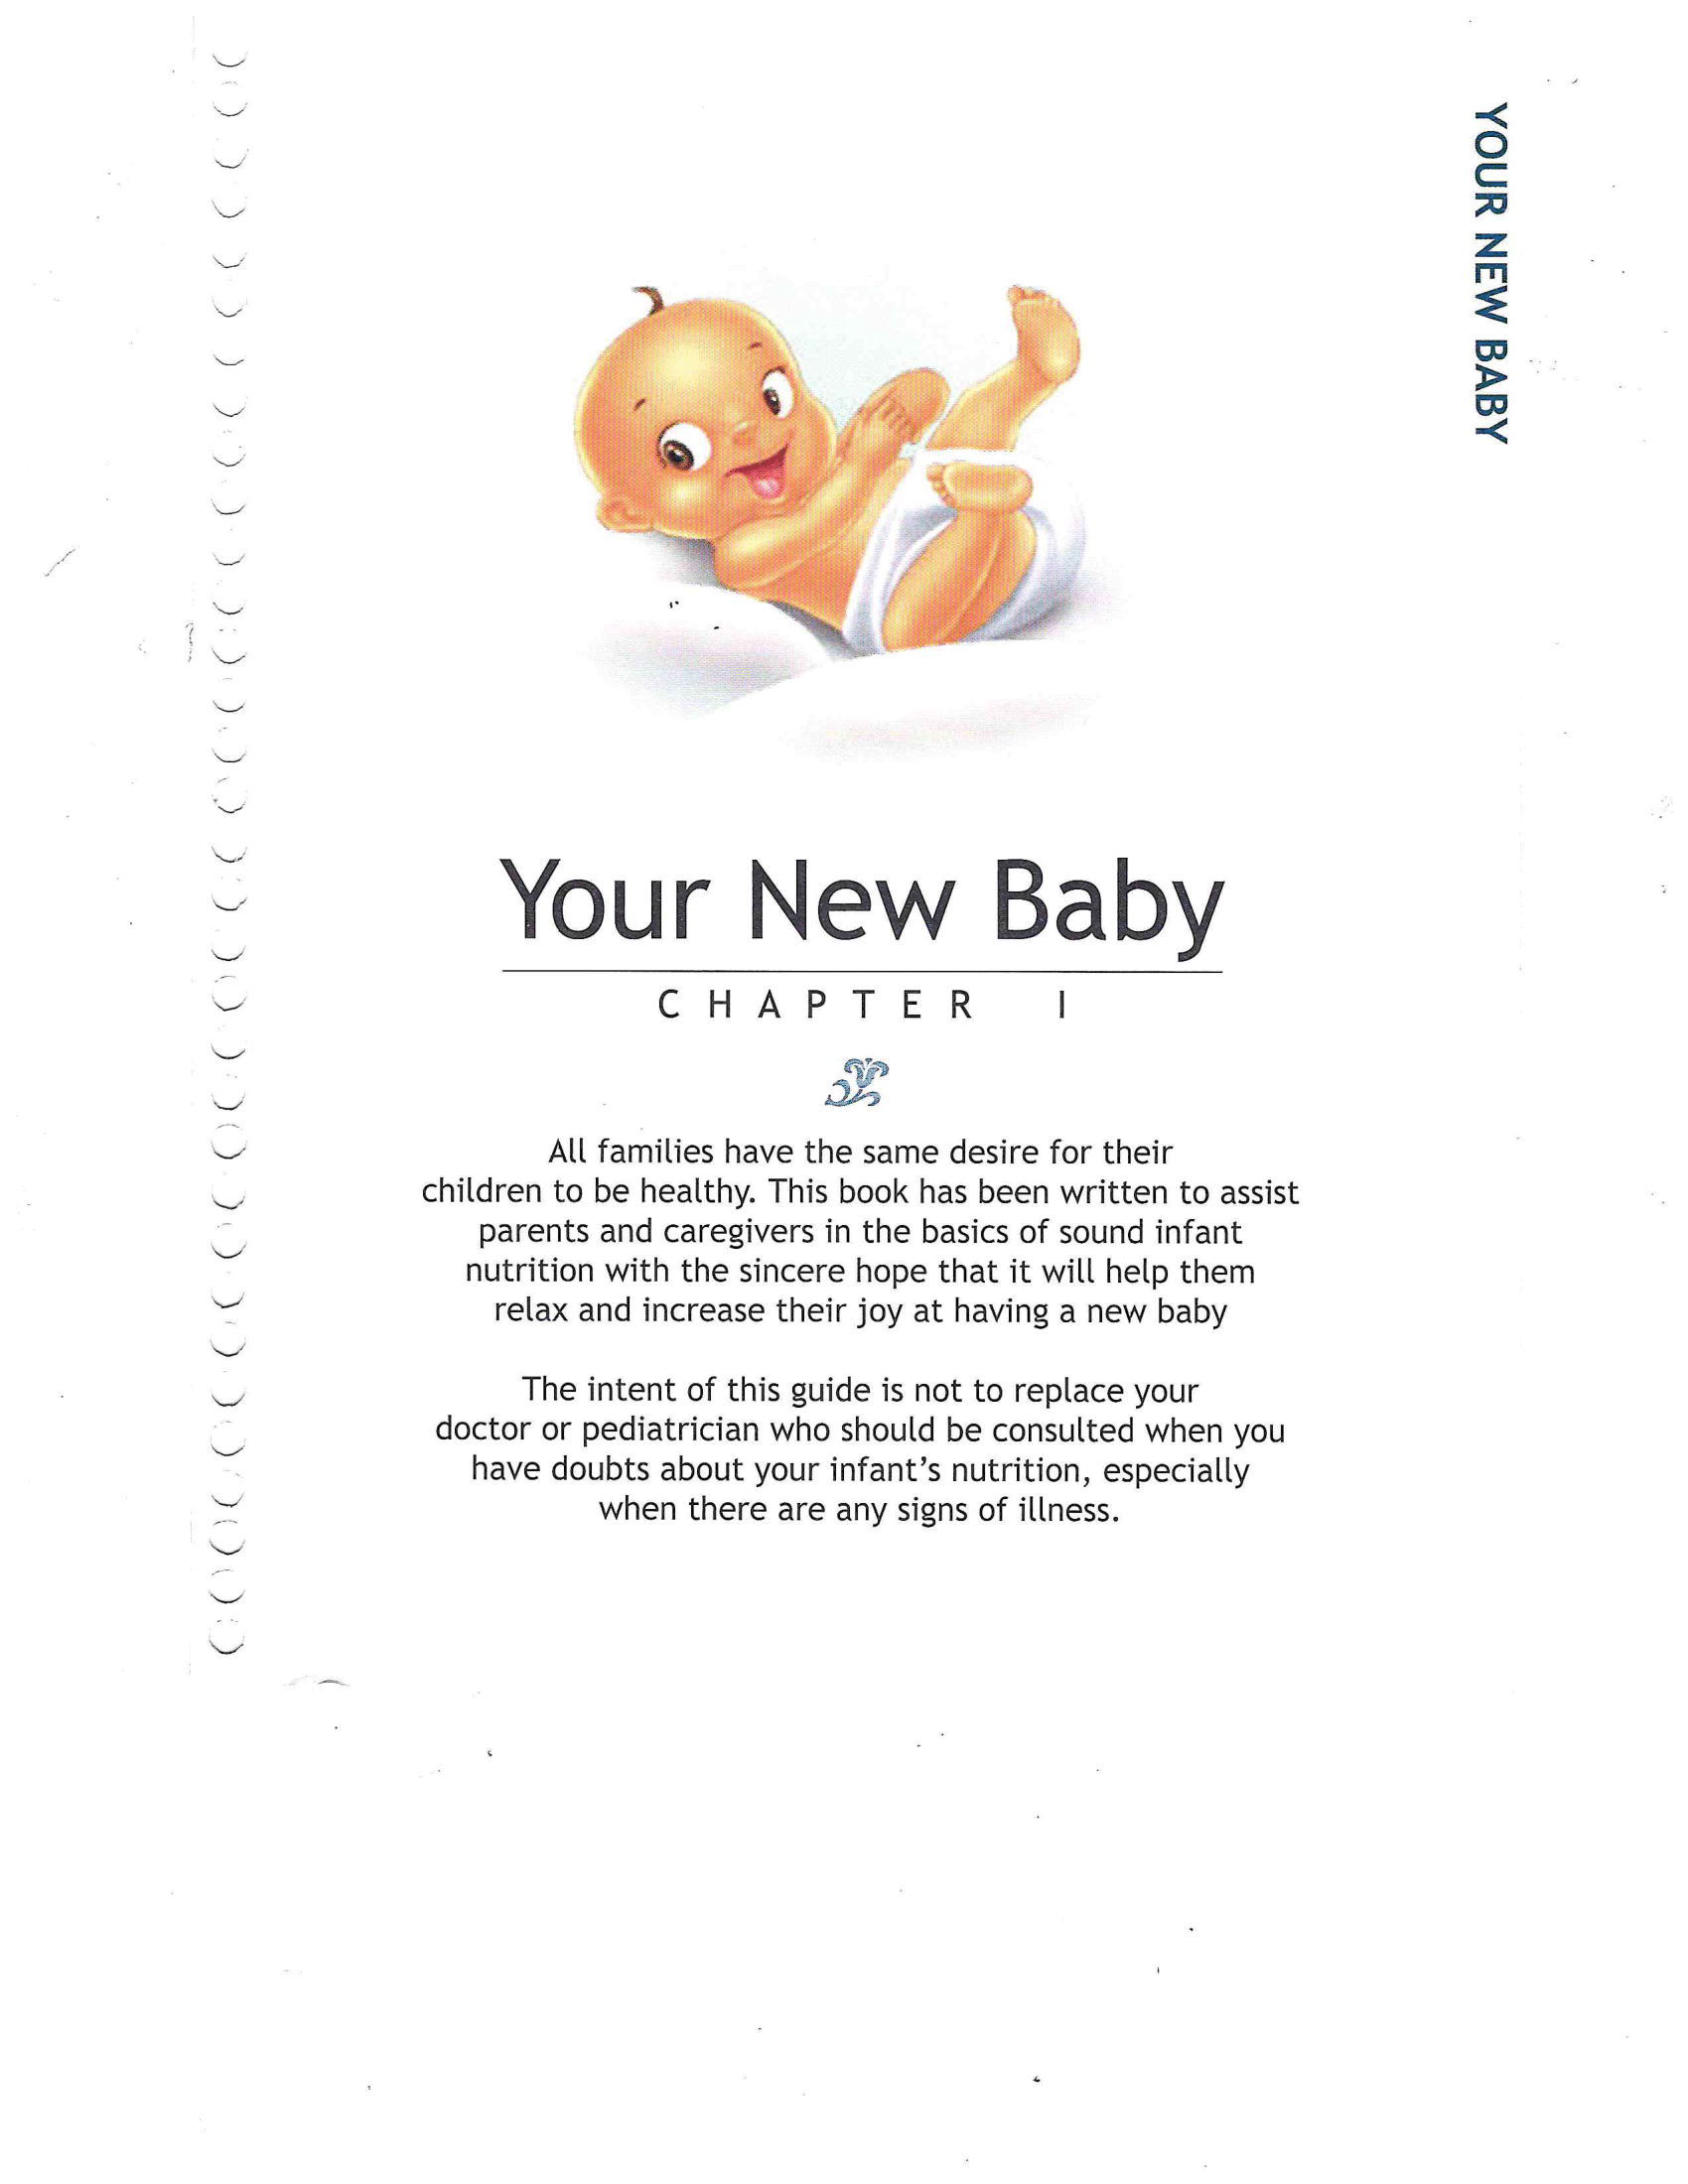 YOUR NEW BABY
Your New Baby
CHAPTER I
All families have the same desire for their
children to be healthy. This book has been written to assist
parents and caregivers in the basics of sound infant
nutrition with the sincere hope that it will help them
relax and increase their joy at having a new baby
The intent of this guide is not to replace your
doctor or pediatrician who should be consulted when you
have doubts about your infant's nutrition, especially
when there are any signs of illness.